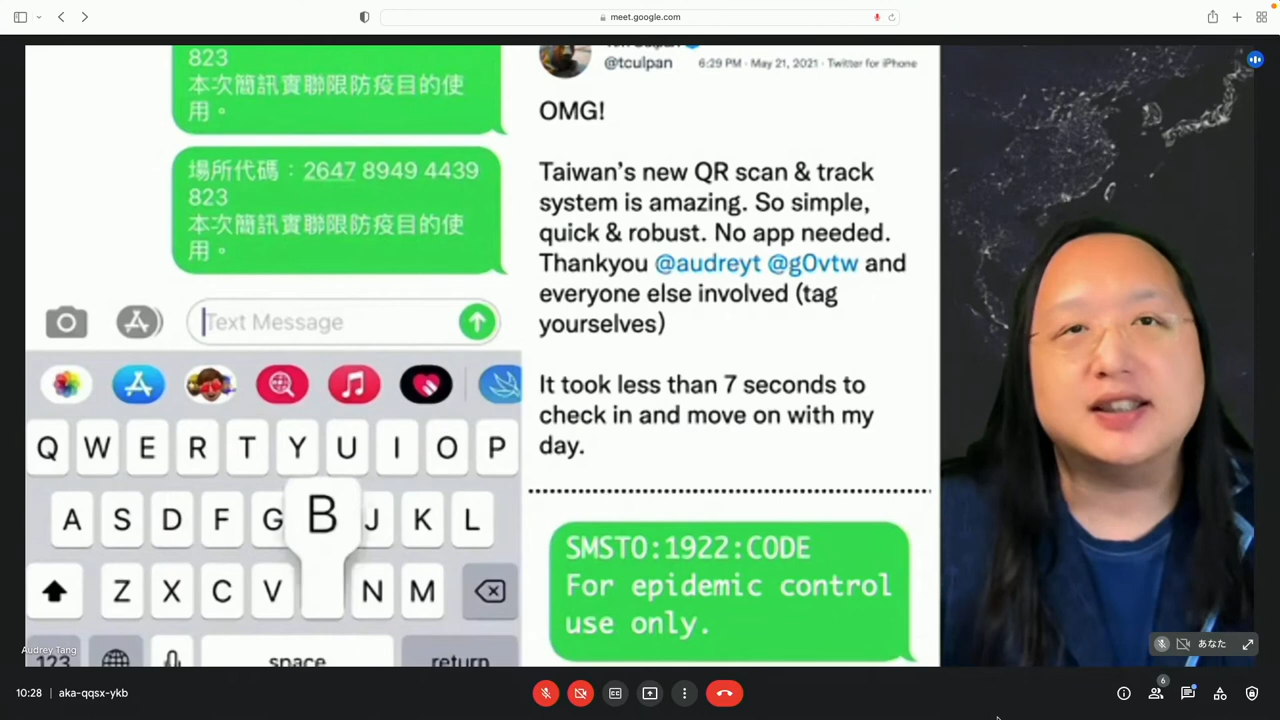 meet.google.com
823
本次簡訊實聯限防疫目的使
用。
場所代碼：2647 8949 4439
823
本次簡訊實聯限防疫目的使
用。
Text Message
Q W E R T Y U I O P
A S D F G B J K L
Z X C V N M
123 space return
@tculpan 6:29 PM · May 21, 2021 · Twitter for iPhone
OMG!
Taiwan's new QR scan & track
system is amazing. So simple,
quick & robust. No app needed.
Thankyou @audreyt @g0vtw and
everyone else involved (tag
yourselves)
It took less than 7 seconds to
check in and move on with my
day.
SMSTO:1922:CODE
For epidemic control
use only.
Audrey Tang
あなた
10:28 aka-qqsx-ykb
6